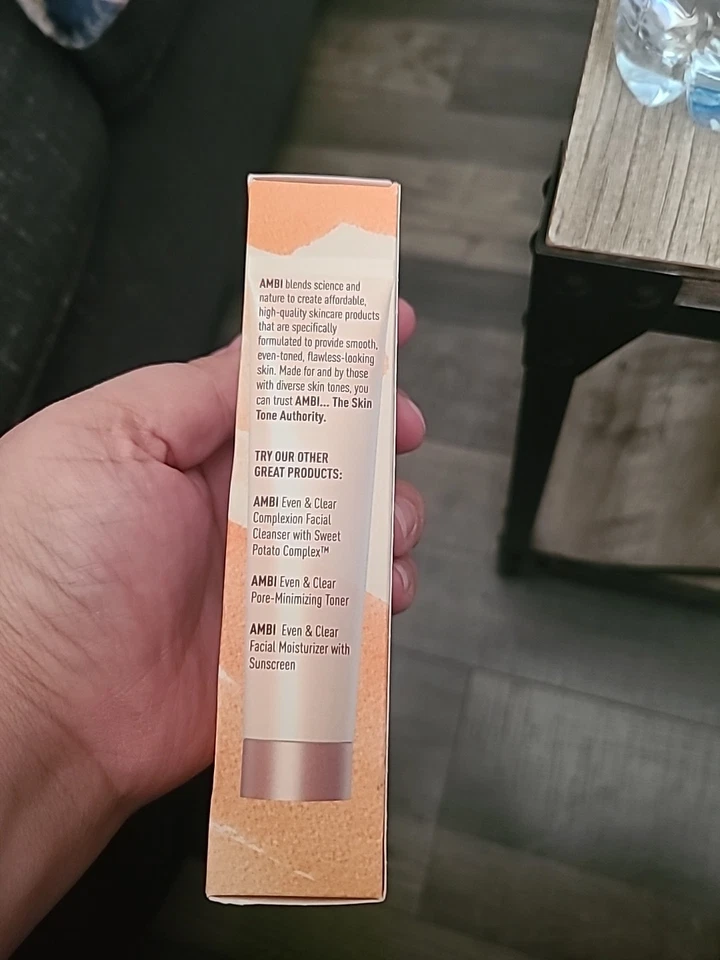 AMBI blends science and
nature to create affordable,
high-quality skincare products
that are specifically
formulated to provide smooth,
even-toned, flawless-looking
skin. Made for and by those
with diverse skin tones, you
can trust AMBI... The Skin
Tone Authority.
TRY OUR OTHER
GREAT PRODUCTS:
AMBI Even & Clear
Complexion Facial
Cleanser with Sweet
Potato Complex™
AMBI Even & Clear
Pore-Minimizing Toner
AMBI Even & Clear
Facial Moisturizer with
Sunscreen